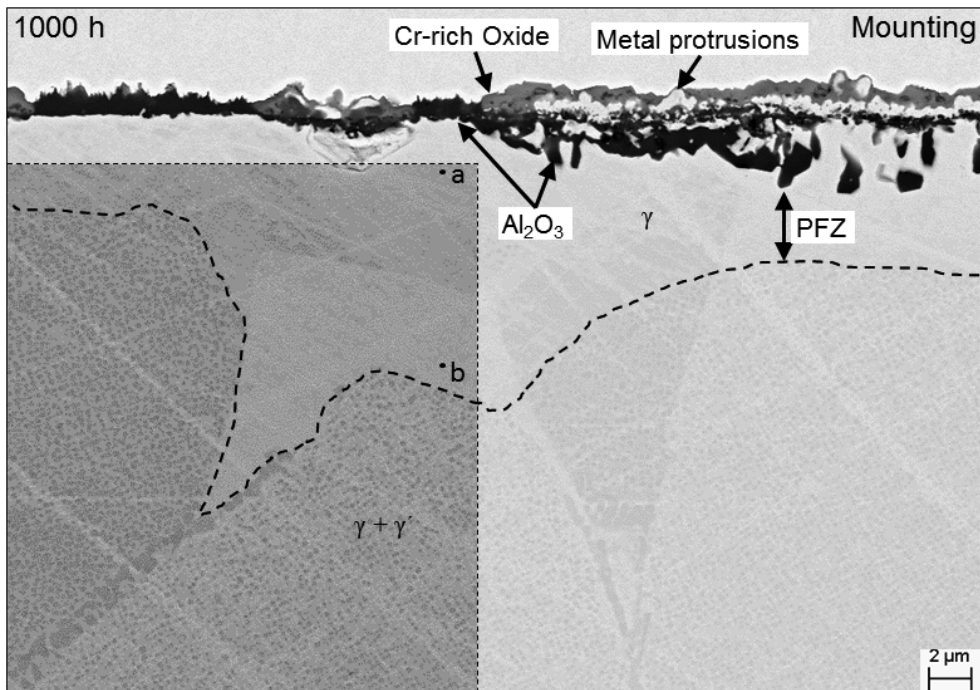 1000 h
Mounting
Cr-rich Oxide
Metal protrusions
a
Al₂O₃
γ
PFZ
b
γ + γ´
2 µm